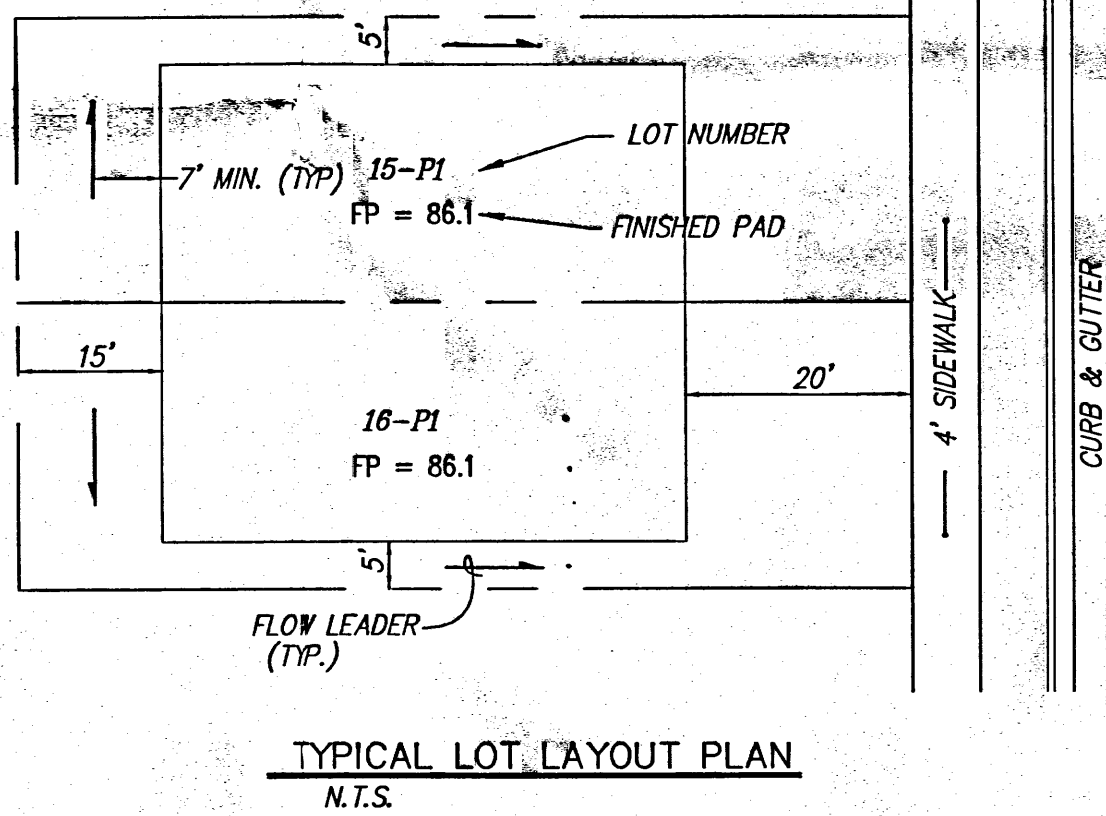 5'
LOT NUMBER
7' MIN. (TYP)
15-P1
FP = 86.1
FINISHED PAD
15'
20'
4' SIDEWALK
CURB & GUTTER
16-P1
FP = 86.1
5'
FLOW LEADER
(TYP.)
TYPICAL LOT LAYOUT PLAN
N.T.S.